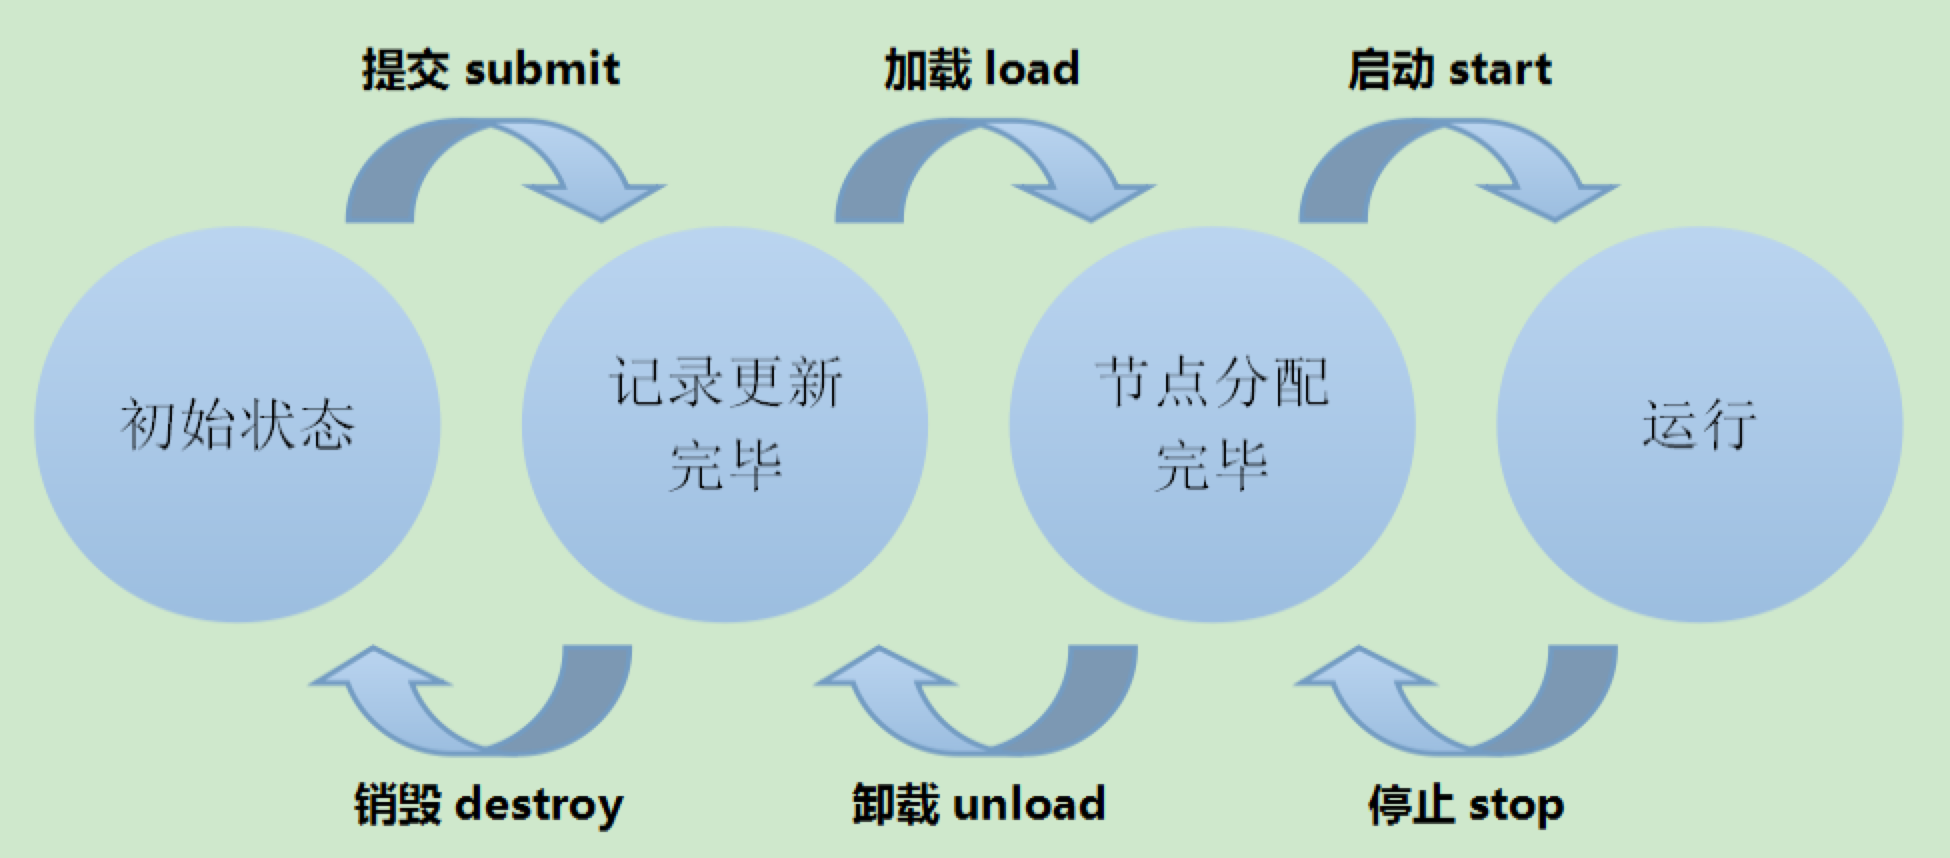 提交 submit
加载 load
启动 start
初始状态
记录更新
完毕
节点分配
完毕
运行
销毁 destroy
卸载 unload
停止 stop